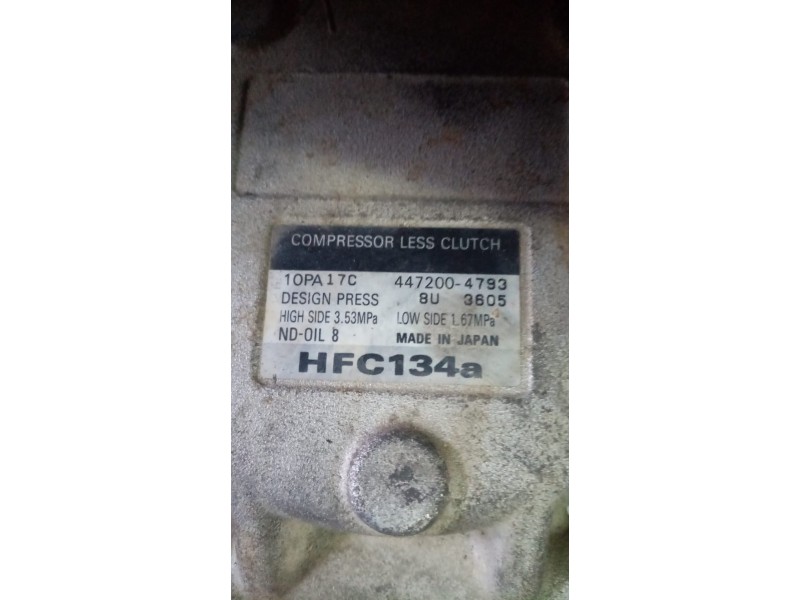 COMPRESSOR LESS CLUTCH
10PA17C 447200-4793
DESIGN PRESS 8U 3605
HIGH SIDE 3.53MPa LOW SIDE 1.67MPa
ND-OIL 8 MADE IN JAPAN
HFC134a